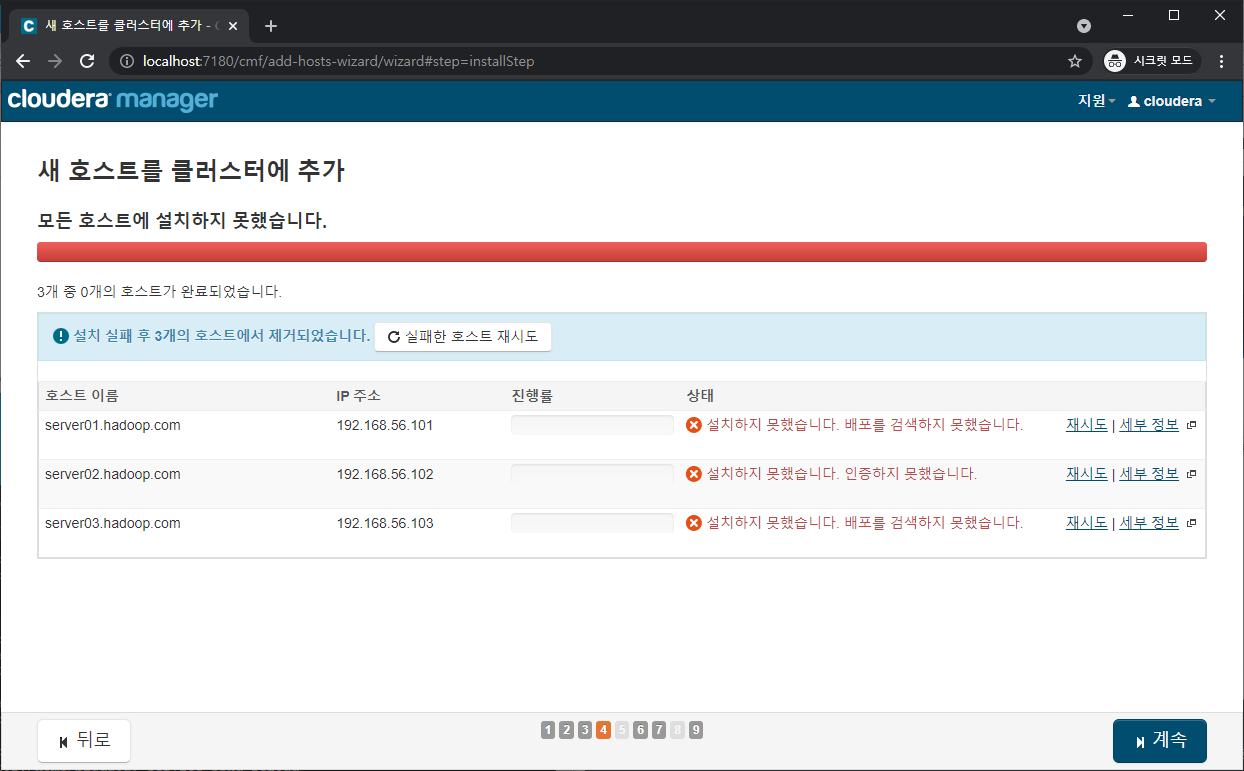 새 호스트를 클러스터에 추가 - C
localhost:7180/cmf/add-hosts-wizard/wizard#step=installStep
시크릿 모드
cloudera manager
지원 cloudera
새 호스트를 클러스터에 추가
모든 호스트에 설치하지 못했습니다.
3개 중 0개의 호스트가 완료되었습니다.
설치 실패 후 3개의 호스트에서 제거되었습니다. 실패한 호스트 재시도
호스트 이름 IP 주소 진행률 상태
server01.hadoop.com 192.168.56.101 설치하지 못했습니다. 배포를 검색하지 못했습니다. 재시도 | 세부 정보
server02.hadoop.com 192.168.56.102 설치하지 못했습니다. 인증하지 못했습니다. 재시도 | 세부 정보
server03.hadoop.com 192.168.56.103 설치하지 못했습니다. 배포를 검색하지 못했습니다. 재시도 | 세부 정보
뒤로 1 2 3 4 5 6 7 8 9 계속